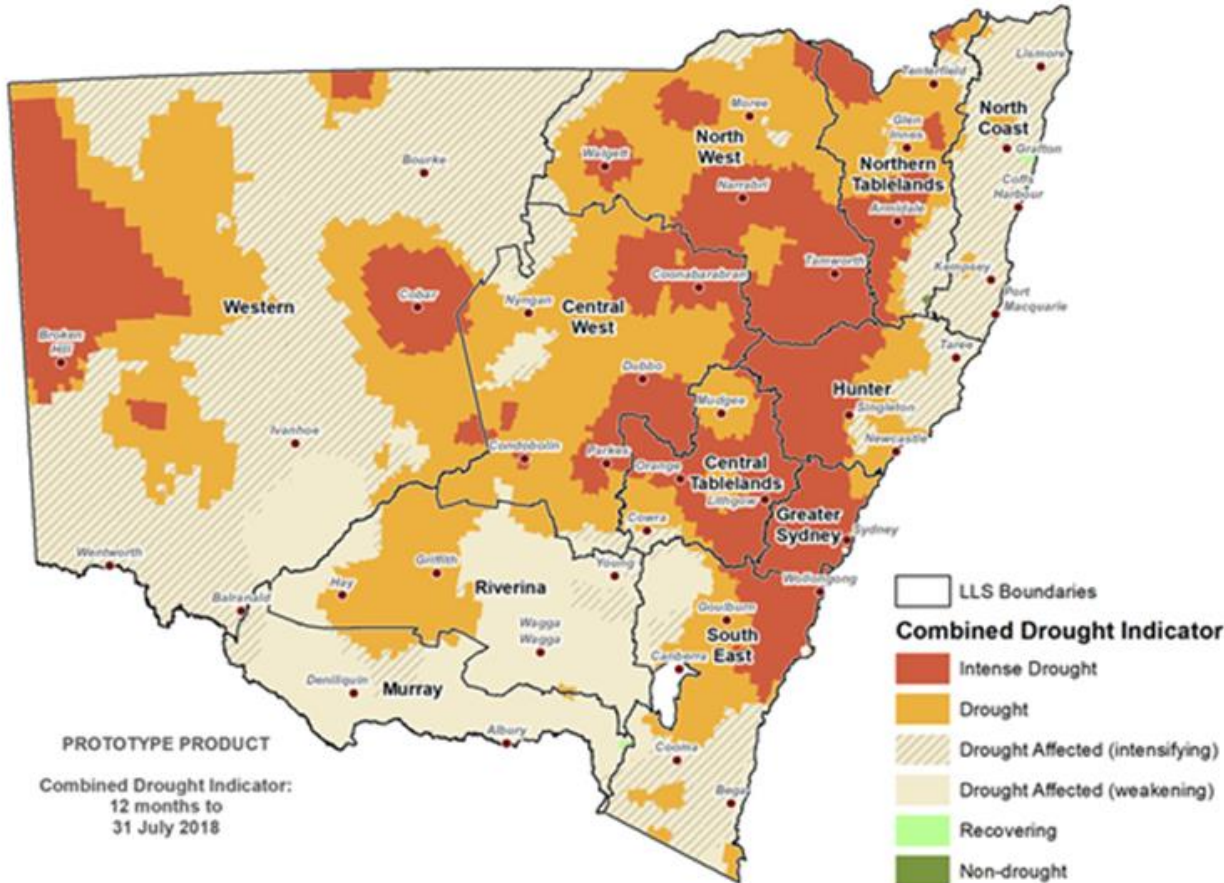 Lismore
Tenterfield
North
Coast
Moree
Glen
Innes
North
West
Grafton
Walgett
Northern
Tablelands
Bourke
Coffs
Harbour
Narrabri
Armidale
Coonabarabran
Tamworth
Kempsey
Western
Cobar
Nyngan
Central
West
Port
Macquarie
Broken
Hill
Taree
Dubbo
Hunter
Mudgee
Singleton
Ivanhoe
Newcastle
Condobolin
Parkes
Orange
Central
Tablelands
Lithgow
Greater
Sydney
Cowra
Sydney
Wentworth
Griffith
Young
Hay
Riverina
Wollongong
Balranald
Goulburn
Wagga
Wagga
South
East
Canberra
Deniliquin
Murray
Albury
Cooma
Bega
PROTOTYPE PRODUCT
Combined Drought Indicator:
12 months to
31 July 2018
LLS Boundaries
Combined Drought Indicator
Intense Drought
Drought
Drought Affected (intensifying)
Drought Affected (weakening)
Recovering
Non-drought